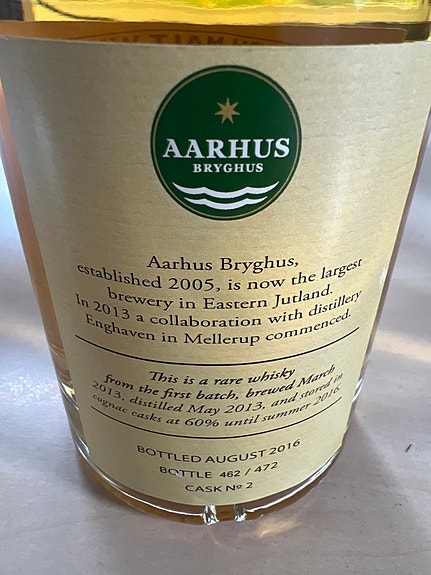 AARHUS
BRYGHUS
Aarhus Bryghus,
established 2005, is now the largest
brewery in Eastern Jutland.
In 2013 a collaboration with distillery
Enghaven in Mellerup commenced.
This is a rare whisky
from the first batch, brewed March
2013, distilled May 2013, and stored in
cognac casks at 60% until summer 2016.
BOTTLED AUGUST 2016
BOTTLE 462 / 472
CASK Nº 2